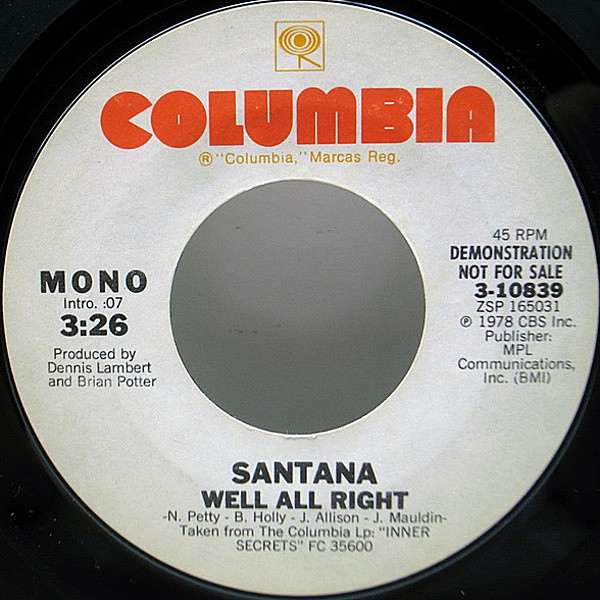 COLUMBIA
® "Columbia," Marcas Reg.
MONO
Intro. :07
3:26
Produced by
Dennis Lambert
and Brian Potter
45 RPM
DEMONSTRATION
NOT FOR SALE
3-10839
ZSP 165031
℗ 1978 CBS Inc.
Publisher:
MPL
Communications,
Inc. (BMI)
SANTANA
WELL ALL RIGHT
-N. Petty - B. Holly - J. Allison - J. Mauldin-
Taken from The Columbia Lp: "INNER
SECRETS" FC 35600